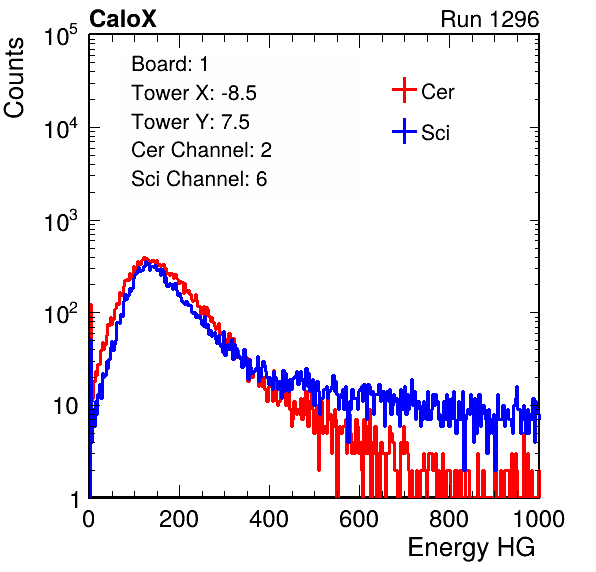 CaloX Run 1296
Counts
10^5
10^4
10^3
10^2
10
1
Board: 1
Tower X: -8.5
Tower Y: 7.5
Cer Channel: 2
Sci Channel: 6
Cer
Sci
0 200 400 600 800 1000
Energy HG